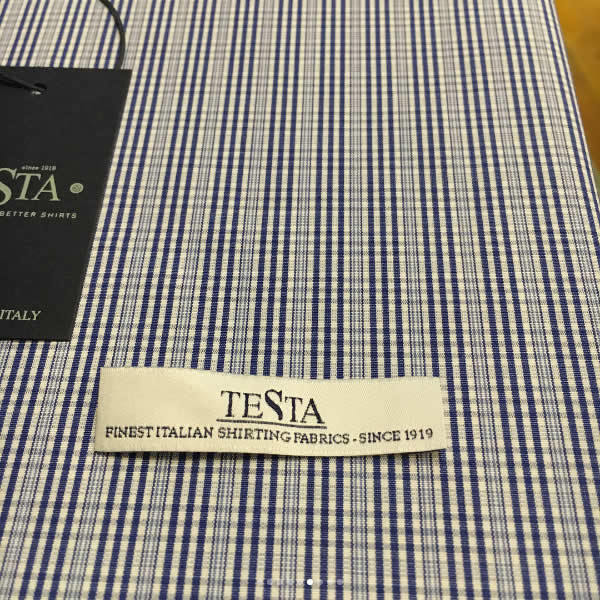 since 1919
STA ®
BETTER SHIRTS
ITALY
TESTA
FINEST ITALIAN SHIRTING FABRICS - SINCE 1919